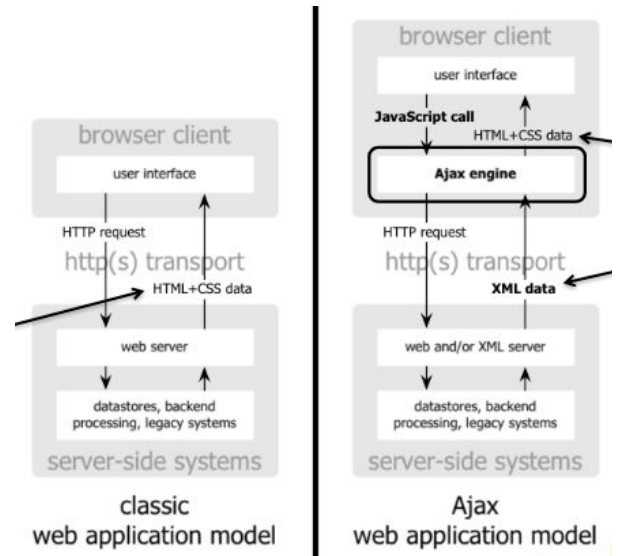 browser client
user interface
HTTP request
http(s) transport
HTML+CSS data
web server
datastores, backend
processing, legacy systems
server-side systems
classic
web application model
browser client
user interface
JavaScript call
HTML+CSS data
Ajax engine
HTTP request
http(s) transport
XML data
web and/or XML server
datastores, backend
processing, legacy systems
server-side systems
Ajax
web application model